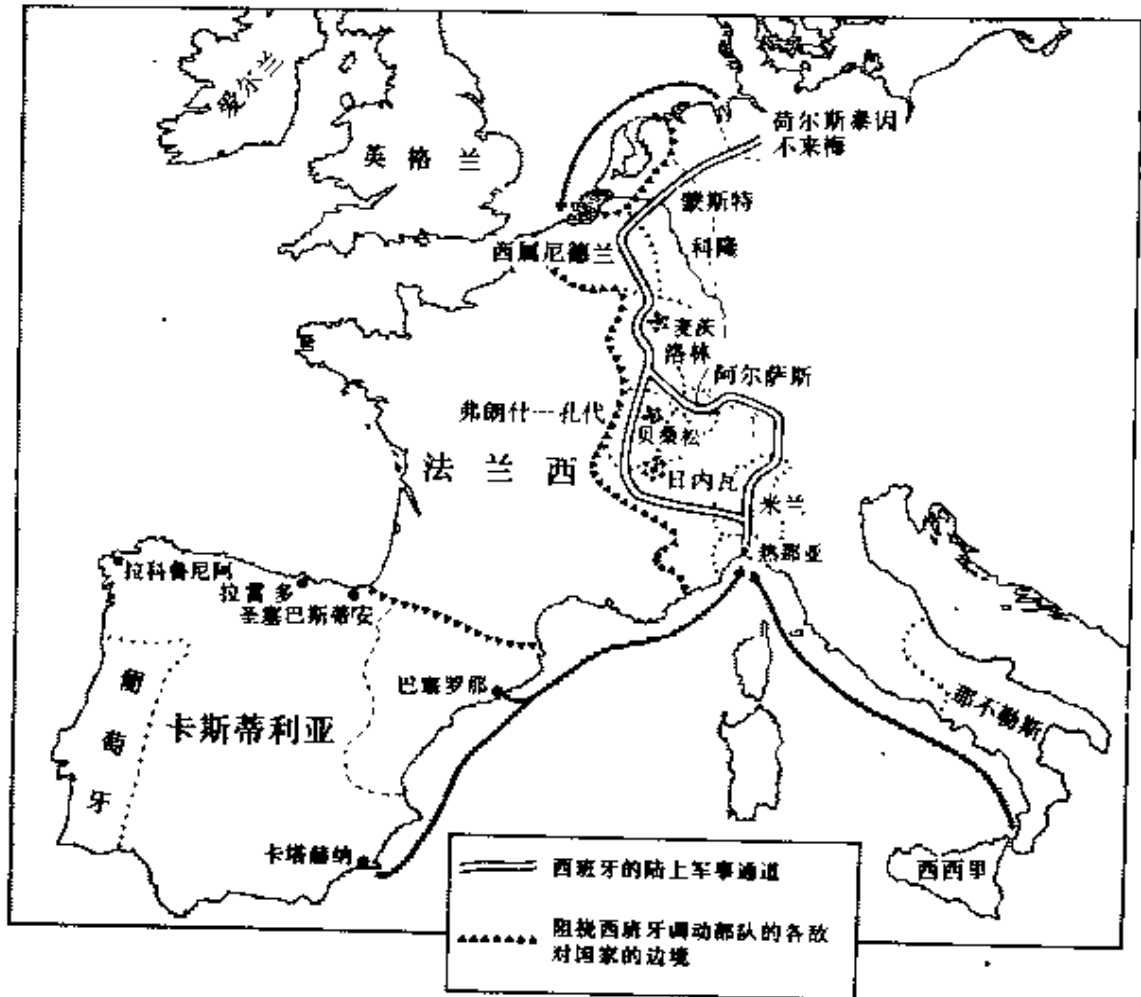 爱尔兰
英格兰
荷尔斯泰因
不来梅
蒙斯特
科隆
西属尼德兰
麦茨
洛林
阿尔萨斯
弗朗什—孔代
贝桑松
法兰西
日内瓦
米兰
热那亚
拉科鲁尼阿
拉雷多
圣塞巴斯蒂安
巴塞罗那
那不勒斯
葡萄牙
卡斯蒂利亚
卡塔赫纳
西西里
西班牙的陆上军事通道
阻挠西班牙调动部队的各敌
对国家的边境